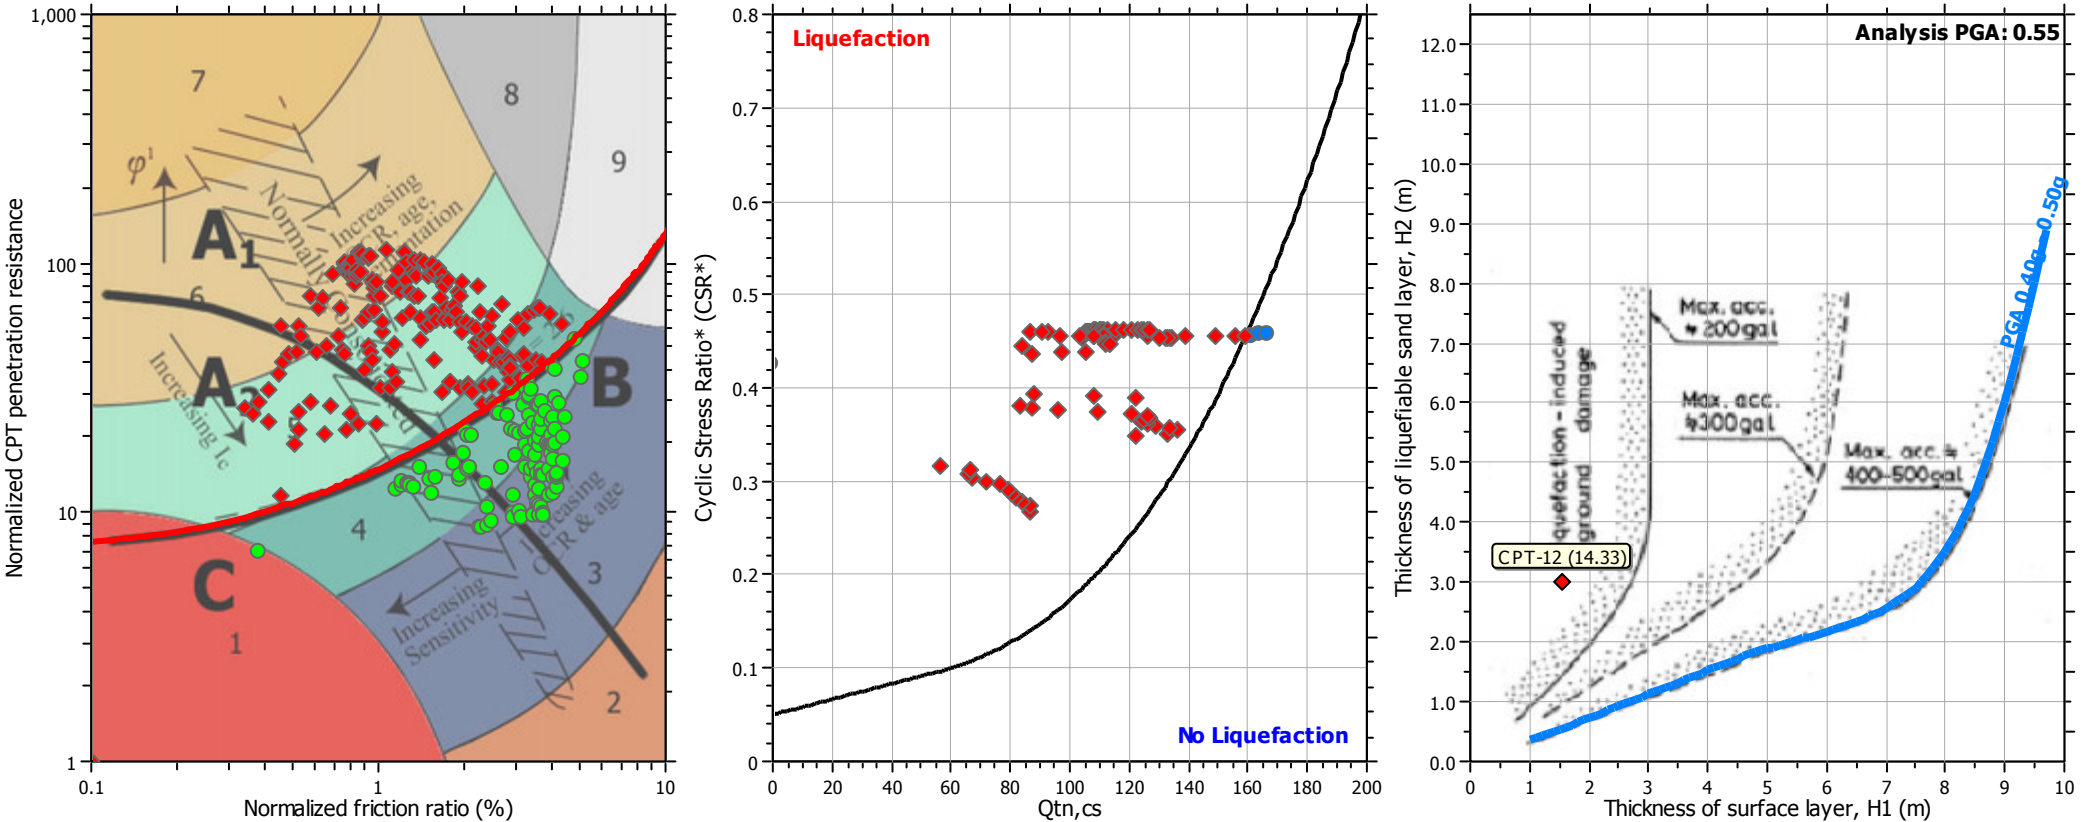 1,000
100
10
1
0.1
1
10
Normalized CPT penetration resistance
Normalized friction ratio (%)
7
8
9
φ'
A1
6
Increasing
OCR, age,
cementation
Normally
Consolidated
A2
5
B
Increasing Ic
4
C
1
3
2
Increasing
OCR & age
Increasing
Sensitivity
Liquefaction
No Liquefaction
0.8
0.7
0.6
0.5
0.4
0.3
0.2
0.1
0
0
20
40
60
80
100
120
140
160
180
200
Cyclic Stress Ratio* (CSR*)
Qtn,cs
Analysis PGA: 0.55
12.0
11.0
10.0
9.0
8.0
7.0
6.0
5.0
4.0
3.0
2.0
1.0
0.0
0
1
2
3
4
5
6
7
8
9
10
Thickness of liquefiable sand layer, H2 (m)
Thickness of surface layer, H1 (m)
PGA 0.40g - 0.50g
Max. acc.
≒ 200gal
Max. acc.
≒300gal
Max. acc. ≒
400-500gal
quefaction - induced
ground damage
CPT-12 (14.33)